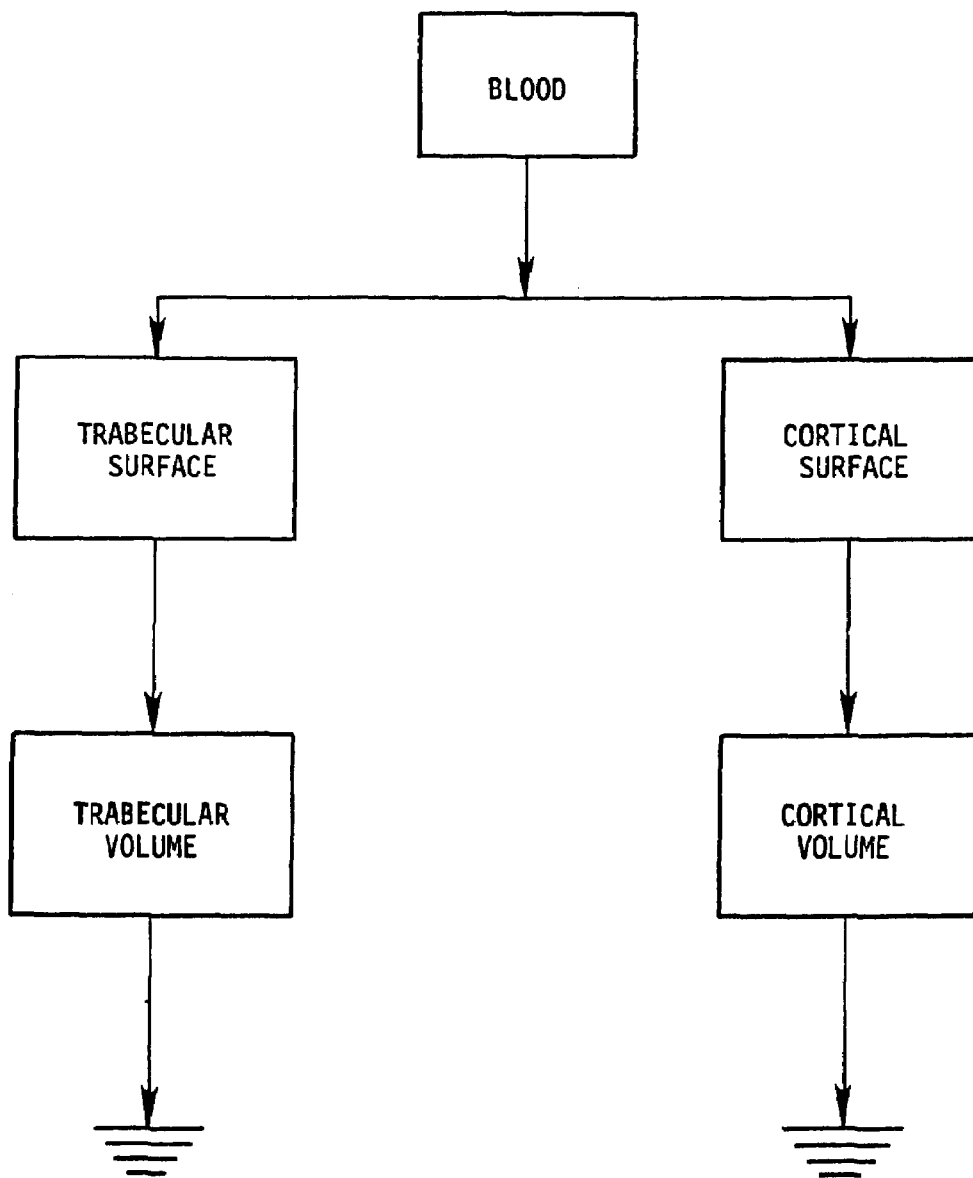 BLOOD
TRABECULAR
SURFACE
CORTICAL
SURFACE
TRABECULAR
VOLUME
CORTICAL
VOLUME